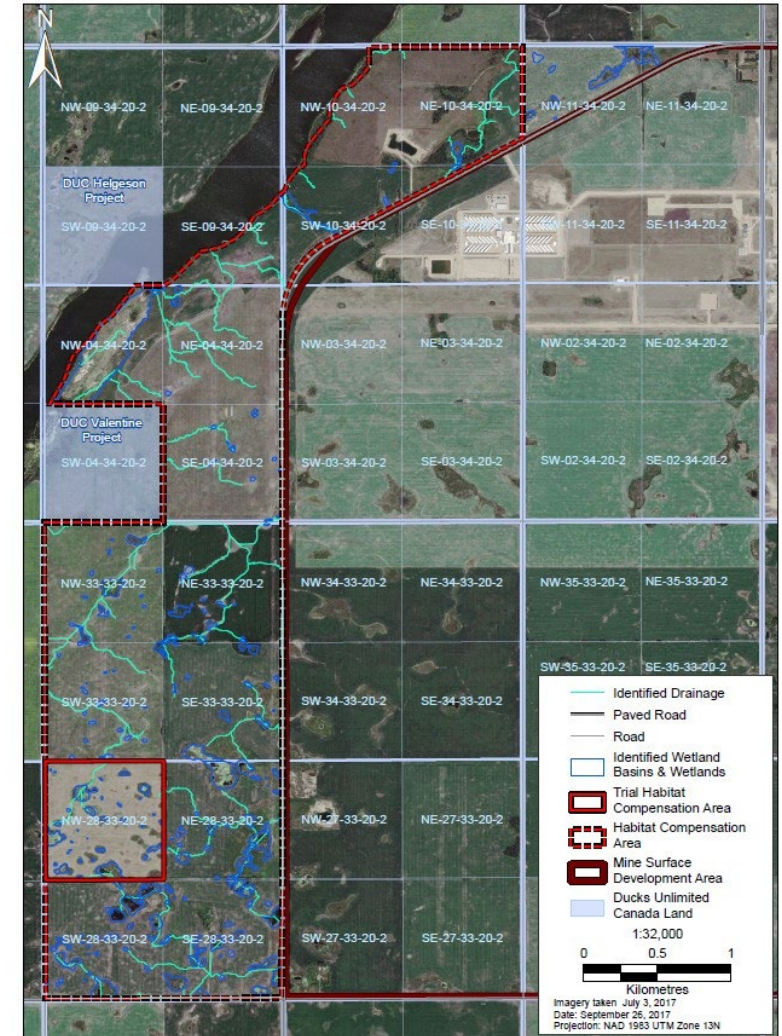 N
NW-09-34-20-2 NE-09-34-20-2 NW-10-34-20-2 NE-10-34-20-2 NW-11-34-20-2 NE-11-34-20-2
DUC Helgeson
Project
SW-09-34-20-2 SE-09-34-20-2 SW-10-34-20-2 SE-10- -11-34-20-2 SE-11-34-20-2
NW-04-34-20-2 NE-04-34-20-2 NW-03-34-20-2 NE-03-34-20-2 NW-02-34-20-2 NE-02-34-20-2
DUC Valentine
Project
SW-04-34-20-2 SE-04-34-20-2 SW-03-34-20-2 SE-03-34-20-2 SW-02-34-20-2 SE-02-34-20-2
NW-33-33-20-2 NE-33-33-20-2 NW-34-33-20-2 NE-34-33-20-2 NW-35-33-20-2 NE-35-33-20-2
SW-35-33-20-2 SE-35-33-20-2
SW-33-33-20-2 SE-33-33-20-2 SW-34-33-20-2 SE-34-33-20-2
NW-28-33-20-2 NE-28-33-20-2 NW-27-33-20-2 NE-27-33-20-2
SW-28-33-20-2 SE-28-33-20-2 SW-27-33-20-2 SE-27-33-20-2
Identified Drainage
Paved Road
Road
Identified Wetland
Basins & Wetlands
Trial Habitat
Compensation Area
Habitat Compensation
Area
Mine Surface
Development Area
Ducks Unlimited
Canada Land
1:32,000
0 0.5 1
Kilometres
Imagery taken July 3, 2017
Date: September 26, 2017
Projection: NAD 1983 UTM Zone 13N